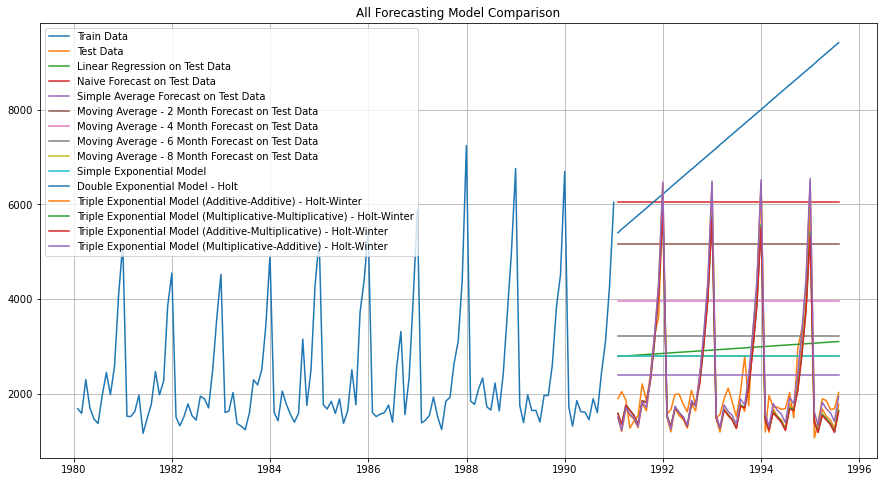 All Forecasting Model Comparison
Train Data
Test Data
Linear Regression on Test Data
Naive Forecast on Test Data
Simple Average Forecast on Test Data
Moving Average - 2 Month Forecast on Test Data
Moving Average - 4 Month Forecast on Test Data
Moving Average - 6 Month Forecast on Test Data
Moving Average - 8 Month Forecast on Test Data
Simple Exponential Model
Double Exponential Model - Holt
Triple Exponential Model (Additive-Additive) - Holt-Winter
Triple Exponential Model (Multiplicative-Multiplicative) - Holt-Winter
Triple Exponential Model (Additive-Multiplicative) - Holt-Winter
Triple Exponential Model (Multiplicative-Additive) - Holt-Winter
8000
6000
4000
2000
1980 1982 1984 1986 1988 1990 1992 1994 1996